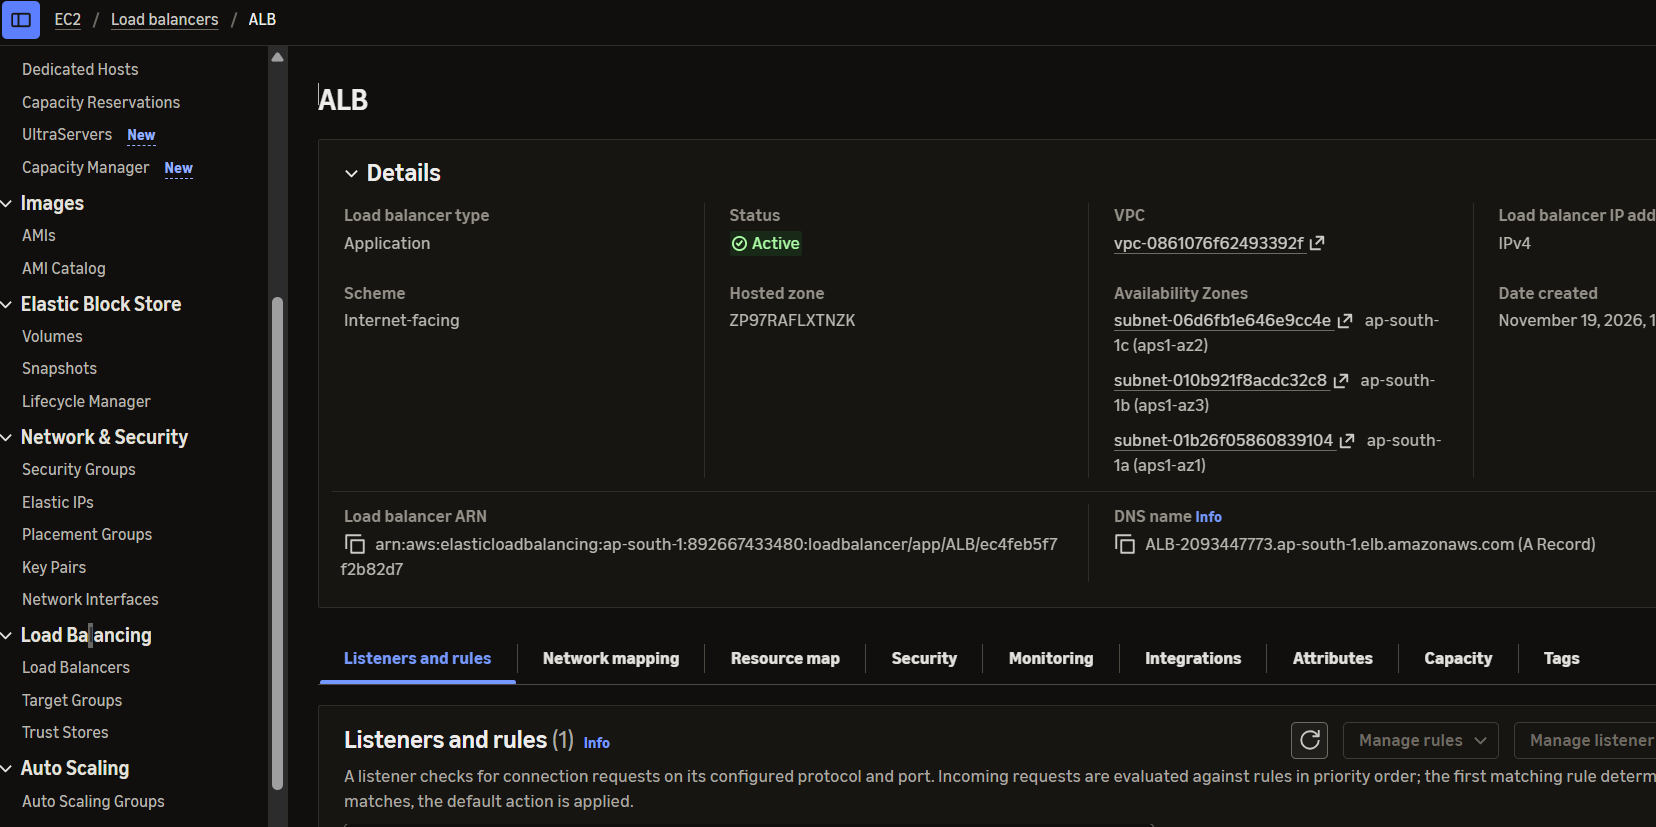 EC2 / Load balancers / ALB
Dedicated Hosts
Capacity Reservations
UltraServers New
Capacity Manager New
Images
AMIs
AMI Catalog
Elastic Block Store
Volumes
Snapshots
Lifecycle Manager
Network & Security
Security Groups
Elastic IPs
Placement Groups
Key Pairs
Network Interfaces
Load Balancing
Load Balancers
Target Groups
Trust Stores
Auto Scaling
Auto Scaling Groups
ALB
Details
Load balancer type
Application
Status
Active
VPC
vpc-0861076f62493392f
Load balancer IP add
IPv4
Scheme
Internet-facing
Hosted zone
ZP97RAFLXTNZK
Availability Zones
subnet-06d6fb1e646e9cc4e ap-south-
1c (aps1-az2)
subnet-010b921f8acdc32c8 ap-south-
1b (aps1-az3)
subnet-01b26f05860839104 ap-south-
1a (aps1-az1)
Date created
November 19, 2026, 1
Load balancer ARN
arn:aws:elasticloadbalancing:ap-south-1:892667433480:loadbalancer/app/ALB/ec4feb5f7
f2b82d7
DNS name Info
ALB-2093447773.ap-south-1.elb.amazonaws.com (A Record)
Listeners and rules Network mapping Resource map Security Monitoring Integrations Attributes Capacity Tags
Listeners and rules (1) Info
Manage rules Manage listener
A listener checks for connection requests on its configured protocol and port. Incoming requests are evaluated against rules in priority order; the first matching rule determ
matches, the default action is applied.